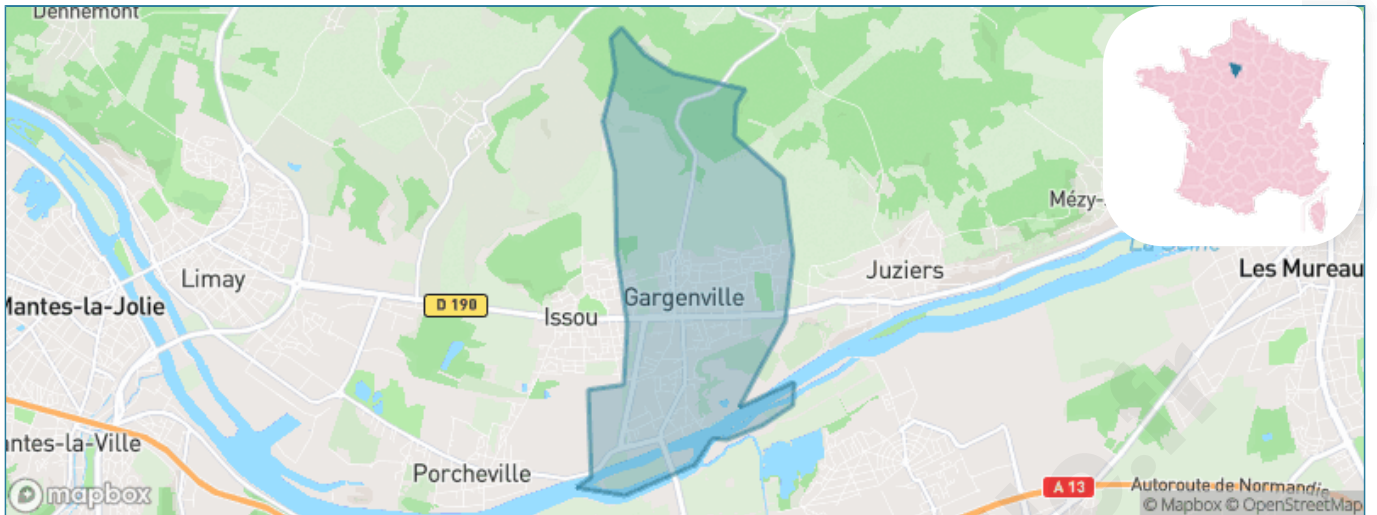 Dennemont
Mézy-
La Seine
Limay
Juziers
Les Mureau
Gargenville
Mantes-la-Jolie
D 190
Issou
antes-la-Ville
Porcheville
A 13
Autoroute de Normandie
mapbox
© Mapbox © OpenStreetMap